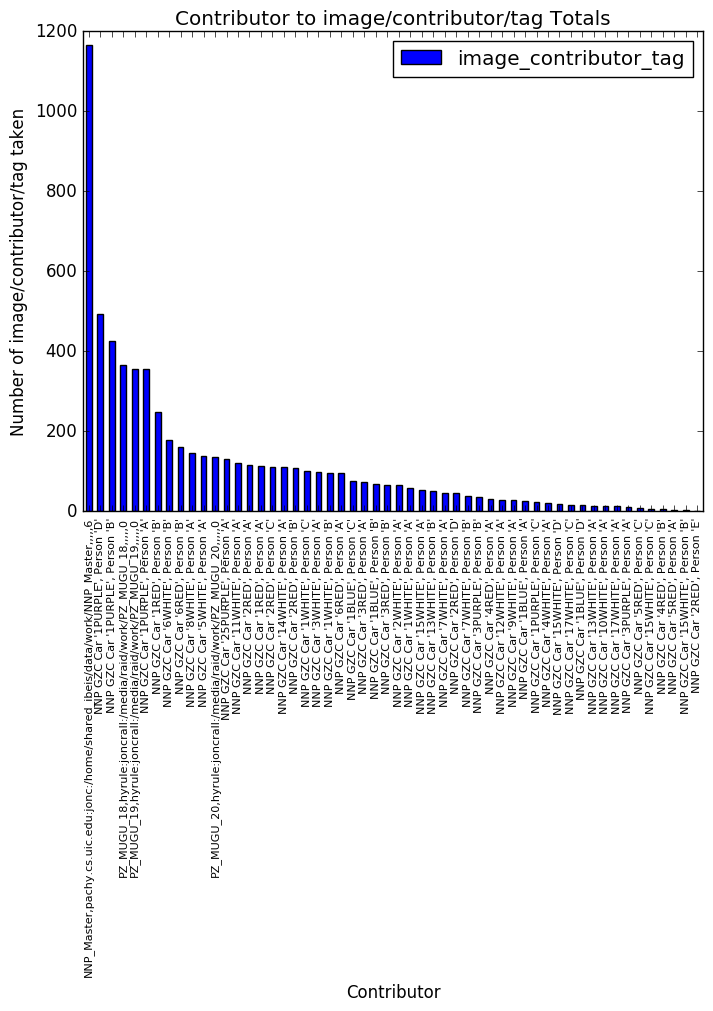 Contributor to image/contributor/tag Totals
image_contributor_tag
Number of image/contributor/tag taken
1200
1000
800
600
400
200
0
NNP_Master,pachy.cs.uic.edu:jonc:/home/shared_ibeis/data/work/NNP_Master,,,,,6
NNP GZC Car '1PURPLE', Person 'D'
NNP GZC Car '1PURPLE', Person 'B'
PZ_MUGU_18,hyrule:joncrall:/media/raid/work/PZ_MUGU_18,,,,,0
PZ_MUGU_19,hyrule:joncrall:/media/raid/work/PZ_MUGU_19,,,,,0
NNP GZC Car '1PURPLE', Person 'A'
NNP GZC Car '1RED', Person 'B'
NNP GZC Car '6WHITE', Person 'B'
NNP GZC Car '6RED', Person 'B'
NNP GZC Car '8WHITE', Person 'A'
NNP GZC Car '5WHITE', Person 'A'
PZ_MUGU_20,hyrule:joncrall:/media/raid/work/PZ_MUGU_20,,,,,0
NNP GZC Car '25PURPLE', Person 'A'
NNP GZC Car '11WHITE', Person 'A'
NNP GZC Car '2RED', Person 'A'
NNP GZC Car '1RED', Person 'A'
NNP GZC Car '2RED', Person 'C'
NNP GZC Car '14WHITE', Person 'A'
NNP GZC Car '2RED', Person 'B'
NNP GZC Car '1WHITE', Person 'C'
NNP GZC Car '3WHITE', Person 'A'
NNP GZC Car '1WHITE', Person 'B'
NNP GZC Car '6RED', Person 'A'
NNP GZC Car '1BLUE', Person 'C'
NNP GZC Car '3RED', Person 'A'
NNP GZC Car '1BLUE', Person 'B'
NNP GZC Car '3RED', Person 'B'
NNP GZC Car '2WHITE', Person 'A'
NNP GZC Car '1WHITE', Person 'A'
NNP GZC Car '15WHITE', Person 'A'
NNP GZC Car '13WHITE', Person 'B'
NNP GZC Car '7WHITE', Person 'A'
NNP GZC Car '2RED', Person 'D'
NNP GZC Car '7WHITE', Person 'B'
NNP GZC Car '3PURPLE', Person 'B'
NNP GZC Car '4RED', Person 'A'
NNP GZC Car '12WHITE', Person 'A'
NNP GZC Car '9WHITE', Person 'A'
NNP GZC Car '1BLUE', Person 'A'
NNP GZC Car '1PURPLE', Person 'C'
NNP GZC Car '4WHITE', Person 'A'
NNP GZC Car '15WHITE', Person 'D'
NNP GZC Car '17WHITE', Person 'C'
NNP GZC Car '1BLUE', Person 'D'
NNP GZC Car '13WHITE', Person 'A'
NNP GZC Car '10WHITE', Person 'A'
NNP GZC Car '17WHITE', Person 'A'
NNP GZC Car '3PURPLE', Person 'A'
NNP GZC Car '5RED', Person 'C'
NNP GZC Car '15WHITE', Person 'C'
NNP GZC Car '4RED', Person 'B'
NNP GZC Car '5RED', Person 'A'
NNP GZC Car '15WHITE', Person 'B'
NNP GZC Car '2RED', Person 'E'
Contributor